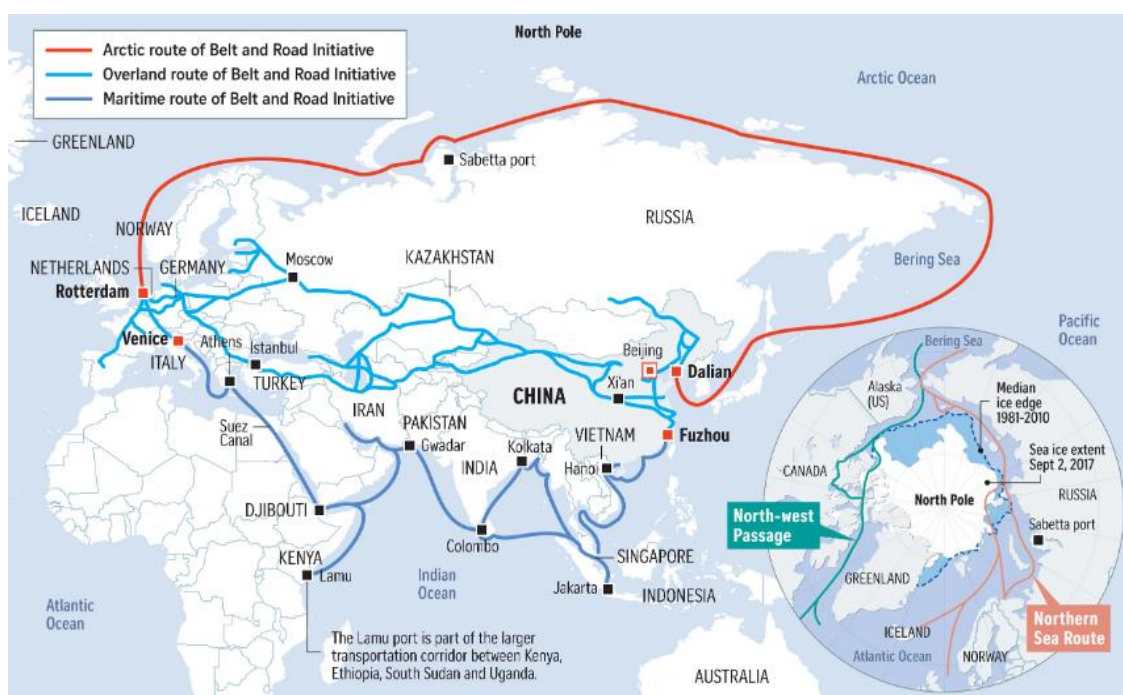 North Pole
Arctic route of Belt and Road Initiative
Overland route of Belt and Road Initiative
Maritime route of Belt and Road Initiative
Arctic Ocean
GREENLAND
Sabetta port
ICELAND
RUSSIA
NORWAY
Moscow
KAZAKHSTAN
Bering Sea
NETHERLANDS
GERMANY
Rotterdam
Venice
Athens
Istanbul
ITALY
TURKEY
Beijing
Dalian
Pacific
Ocean
Xi'an
CHINA
IRAN
PAKISTAN
Suez
Canal
Gwadar
Kolkata
VIETNAM
Fuzhou
INDIA
Hanoi
DJIBOUTI
Colombo
SINGAPORE
KENYA
Lamu
Indian
Ocean
Jakarta
INDONESIA
Atlantic
Ocean
The Lamu port is part of the larger
transportation corridor between Kenya,
Ethiopia, South Sudan and Uganda.
AUSTRALIA
Bering Sea
Alaska
(US)
Median
ice edge
1981-2010
Sea ice extent
Sept 2, 2017
CANADA
North Pole
RUSSIA
North-west
Passage
Sabetta port
GREENLAND
Northern
Sea Route
ICELAND
Atlantic Ocean
NORWAY